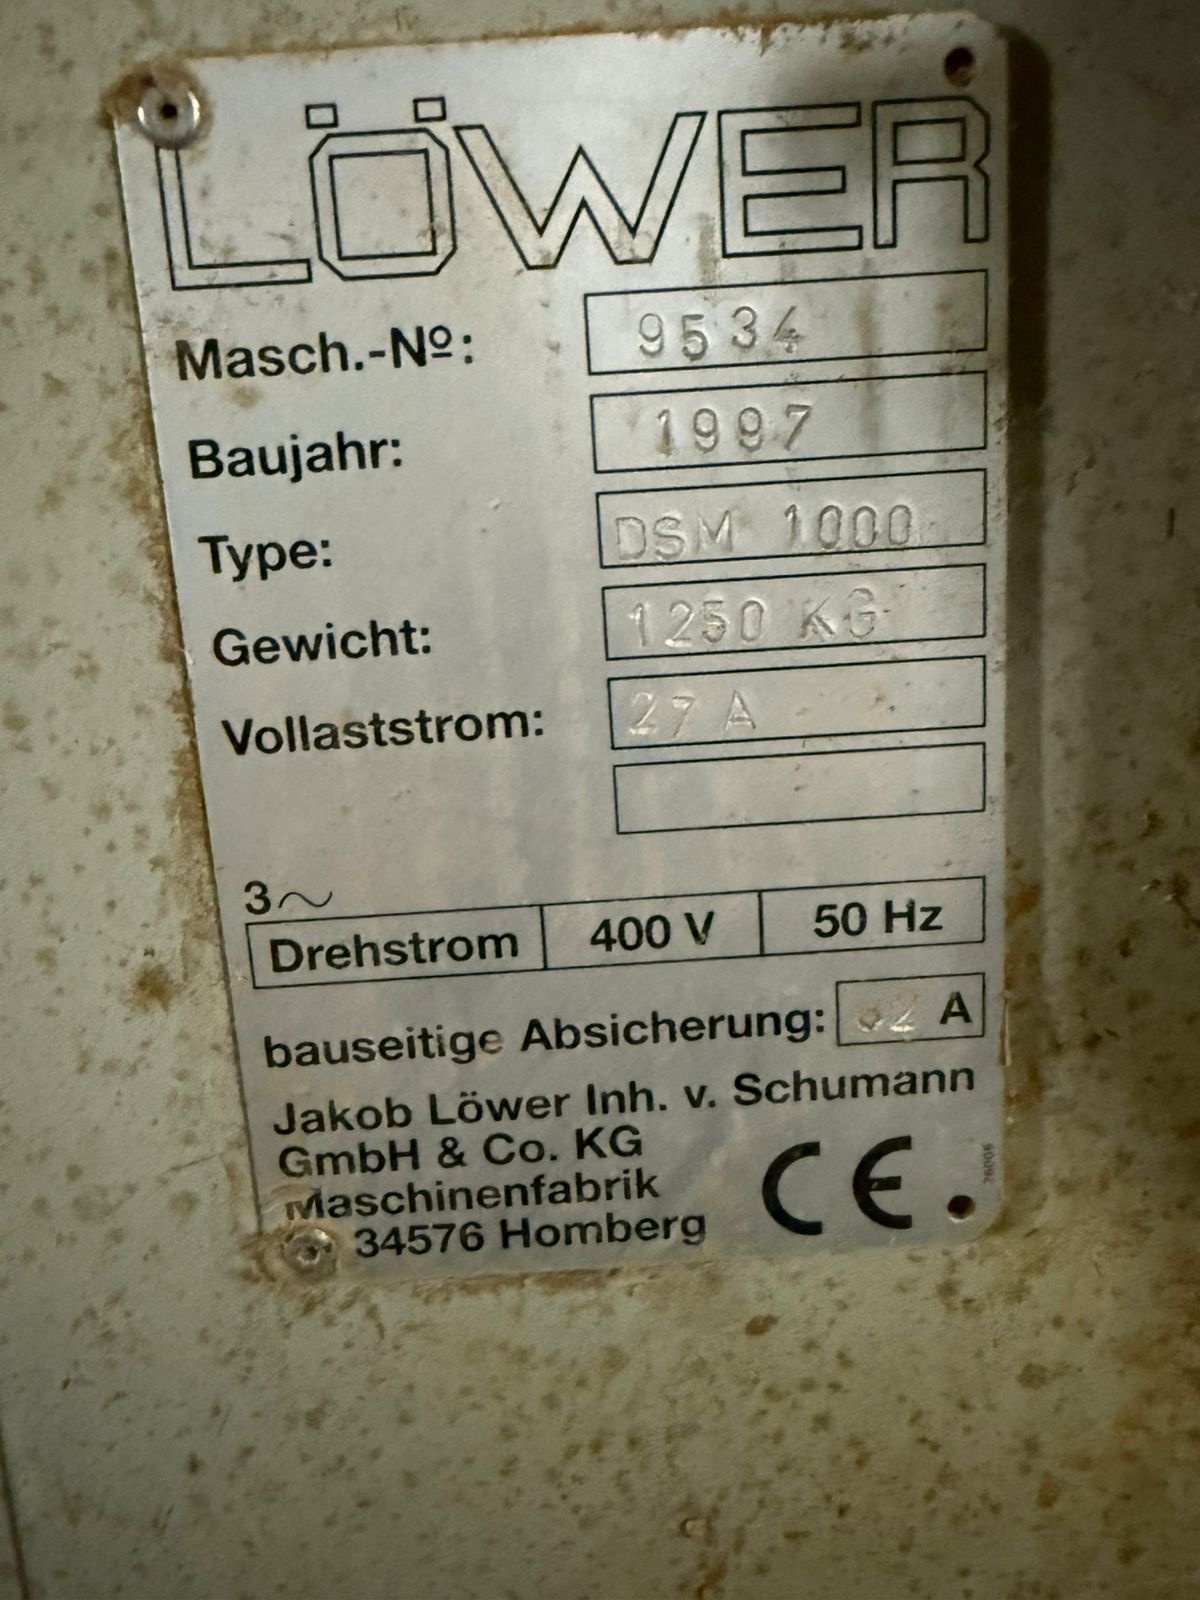 LÖWER
Masch.-Nº: 9534
Baujahr: 1997
Type: DSM 1000
Gewicht: 1250 KG
Vollaststrom: 27 A
3~
Drehstrom 400 V 50 Hz
bauseitige Absicherung: 32 A
Jakob Löwer Inh. v. Schumann
GmbH & Co. KG
Maschinenfabrik
34576 Homberg
CE